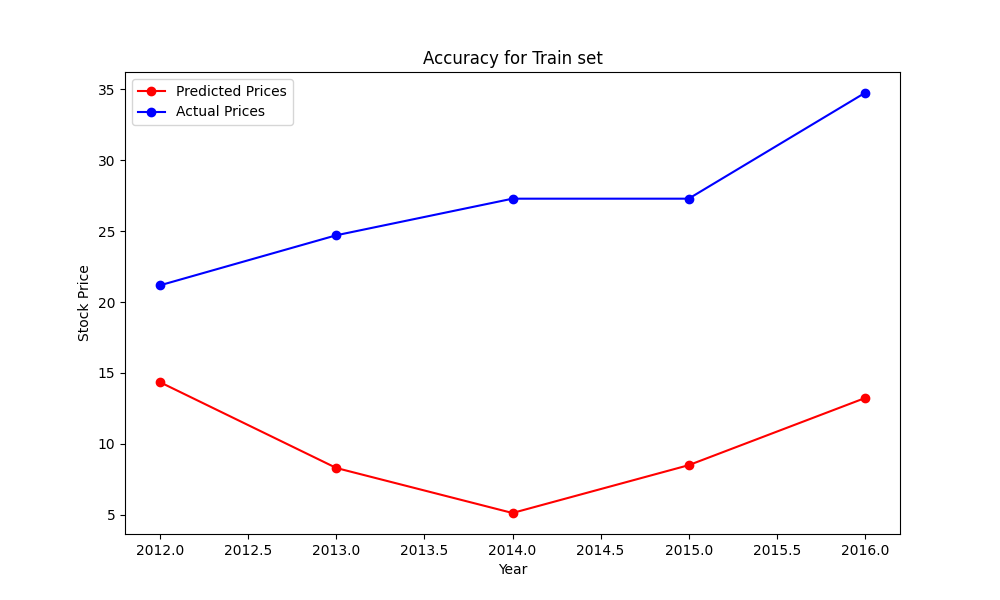 Accuracy for Train set
Predicted Prices
Actual Prices
Stock Price
35
30
25
20
15
10
5
2012.0 2012.5 2013.0 2013.5 2014.0 2014.5 2015.0 2015.5 2016.0
Year